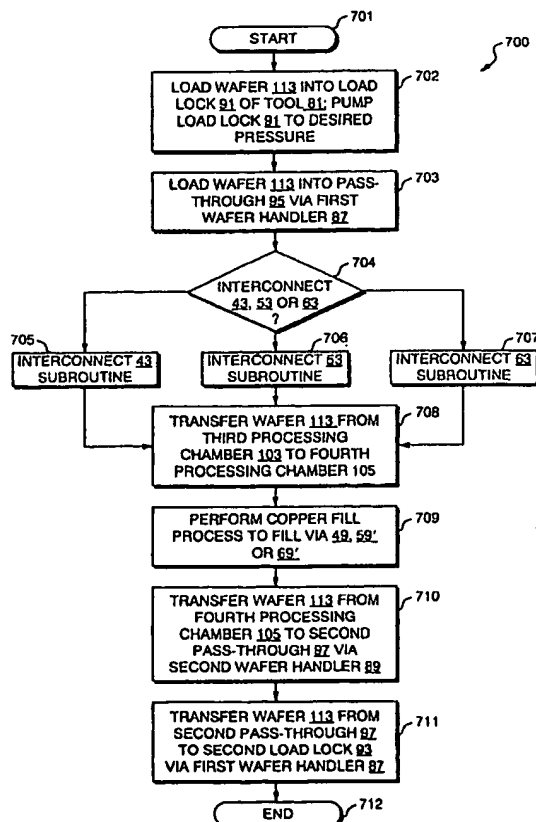 701
START
700
702
LOAD WAFER 113 INTO LOAD
LOCK 91 OF TOOL 81; PUMP
LOAD LOCK 91 TO DESIRED
PRESSURE
703
LOAD WAFER 113 INTO PASS-
THROUGH 95 VIA FIRST
WAFER HANDLER 87
704
INTERCONNECT
43, 53 OR 63
?
705
INTERCONNECT 43
SUBROUTINE
706
INTERCONNECT 53
SUBROUTINE
707
INTERCONNECT 63
SUBROUTINE
708
TRANSFER WAFER 113 FROM
THIRD PROCESSING
CHAMBER 103 TO FOURTH
PROCESSING CHAMBER 105
709
PERFORM COPPER FILL
PROCESS TO FILL VIA 49, 59'
OR 69'
710
TRANSFER WAFER 113 FROM
FOURTH PROCESSING
CHAMBER 105 TO SECOND
PASS-THROUGH 97 VIA
SECOND WAFER HANDLER 89
711
TRANSFER WAFER 113 FROM
SECOND PASS-THROUGH 97
TO SECOND LOAD LOCK 93
VIA FIRST WAFER HANDLER 87
END
712